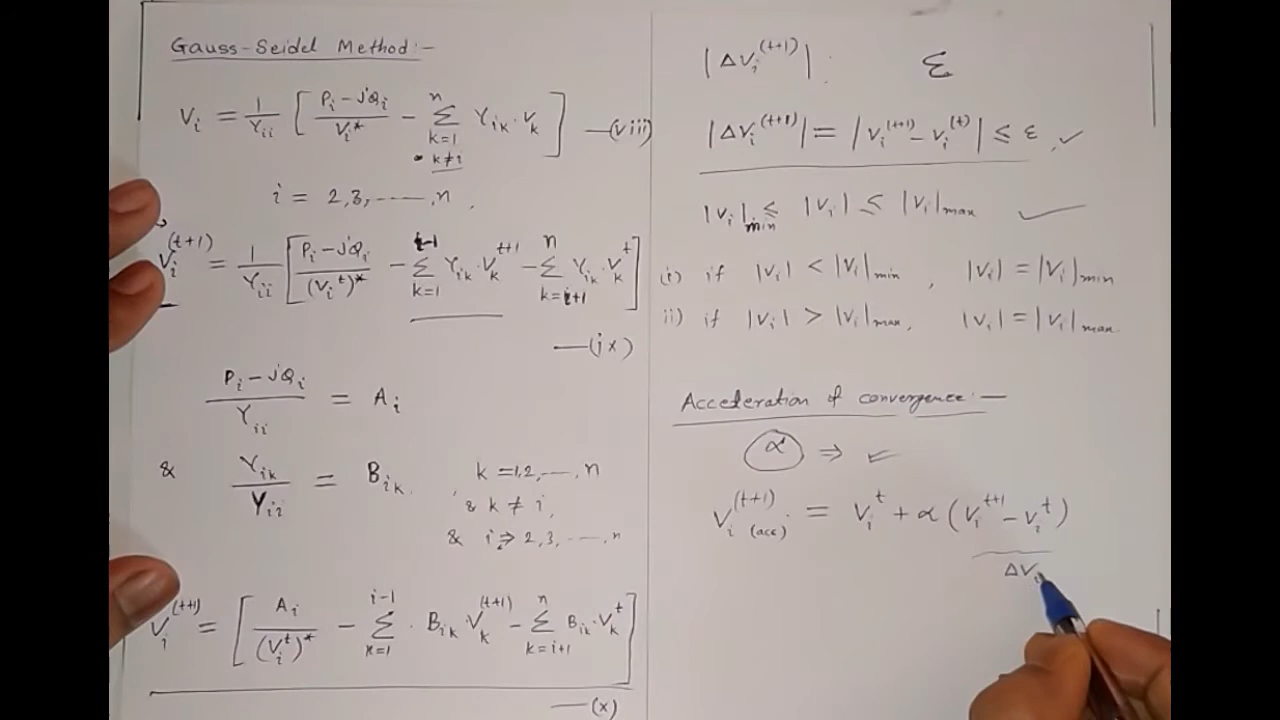 Gauss-Seidel Method:-
V_i = 1/Y_ii [ (P_i - jQ_i)/V_i* - Σ_{k=1, k≠i}^{n} Y_ik · V_k ] —(viii)
i = 2,3,-----,n,
V_i^(t+1) = 1/Y_ii [ (P_i - jQ_i)/(V_i^t)* - Σ_{k=1}^{i-1} Y_ik · V_k^{t+1} - Σ_{k=i+1}^{n} Y_ik · V_k^t ]
—(ix)
(P_i - jQ_i)/Y_ii = A_i
& Y_ik/Y_ii = B_ik, k = 1,2,----,n
& k ≠ i,
& i ⇒ 2,3,----,n
V_i^(t+1) = [ A_i/(V_i^t)* - Σ_{k=1}^{i-1} · B_ik · V_k^(t+1) - Σ_{k=i+1}^{n} B_ik · V_k^t ]
—(x)
|ΔV_i^(t+1)| ε
|ΔV_i^(t+1)| = |V_i^(t+1) - V_i^(t)| ≤ ε, ✓
|V_i|_min ≤ |V_i| ≤ |V_i|_max ✓
(i) if |V_i| < |V_i|_min, |V_i| = |V_i|_min
ii) if |V_i| > |V_i|_max, |V_i| = |V_i|_max
Acceleration of convergence:-
α ⇒ ✓
V_i^(t+1)_(acc) = V_i^t + α (V_i^{t+1} - V_i^t)
ΔV_i